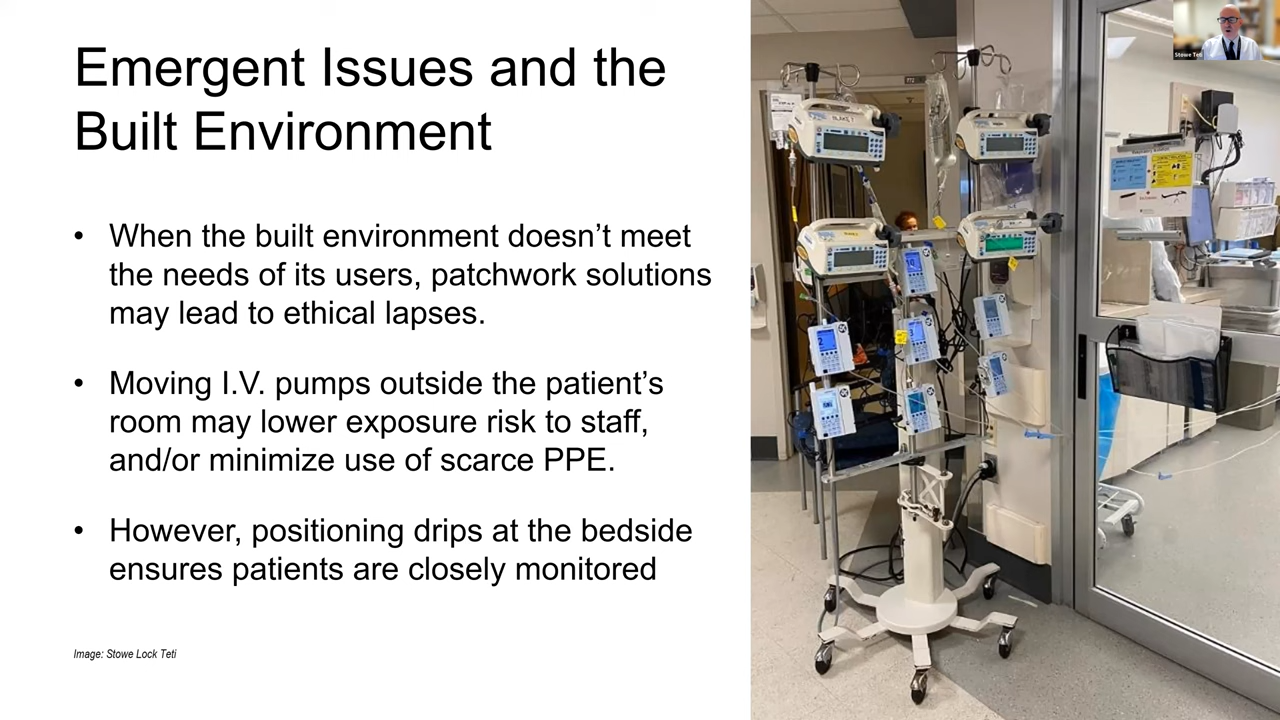 Emergent Issues and the
Built Environment
• When the built environment doesn’t meet
the needs of its users, patchwork solutions
may lead to ethical lapses.
• Moving I.V. pumps outside the patient’s
room may lower exposure risk to staff,
and/or minimize use of scarce PPE.
• However, positioning drips at the bedside
ensures patients are closely monitored
Image: Stowe Lock Teti
Stowe Teti